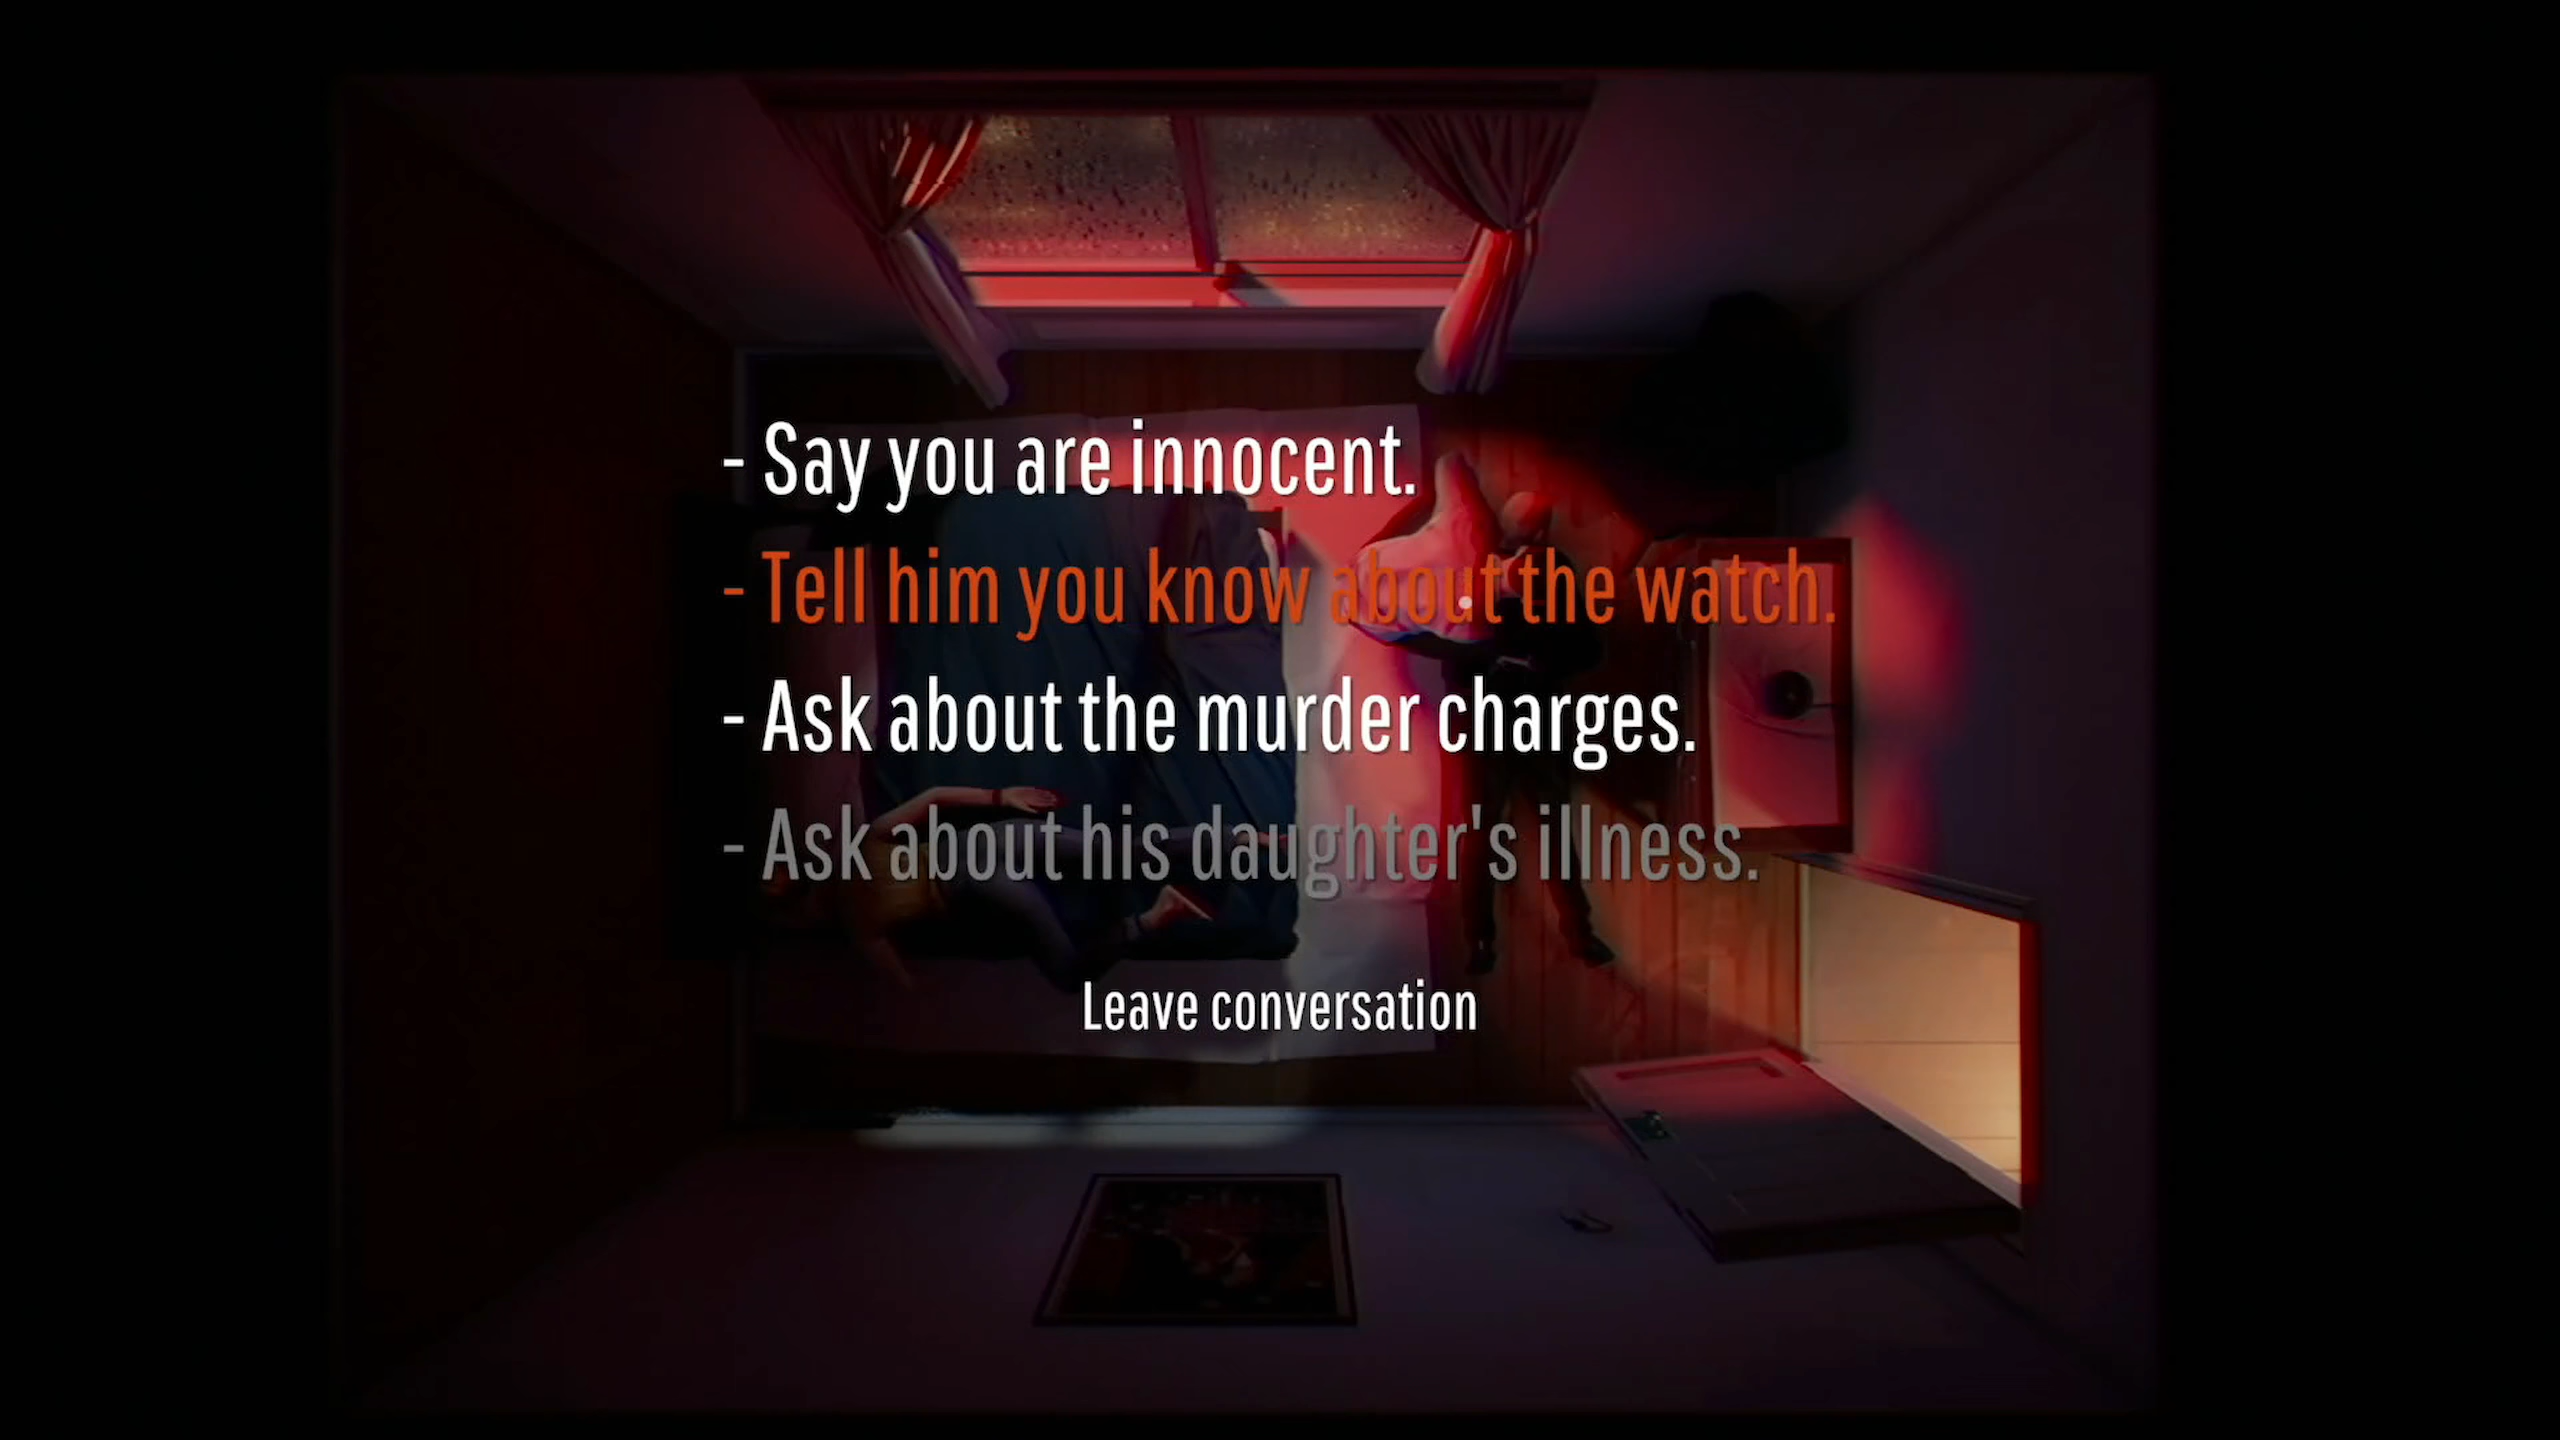 - Say you are innocent.
- Tell him you know about the watch.
- Ask about the murder charges.
- Ask about his daughter's illness.
Leave conversation